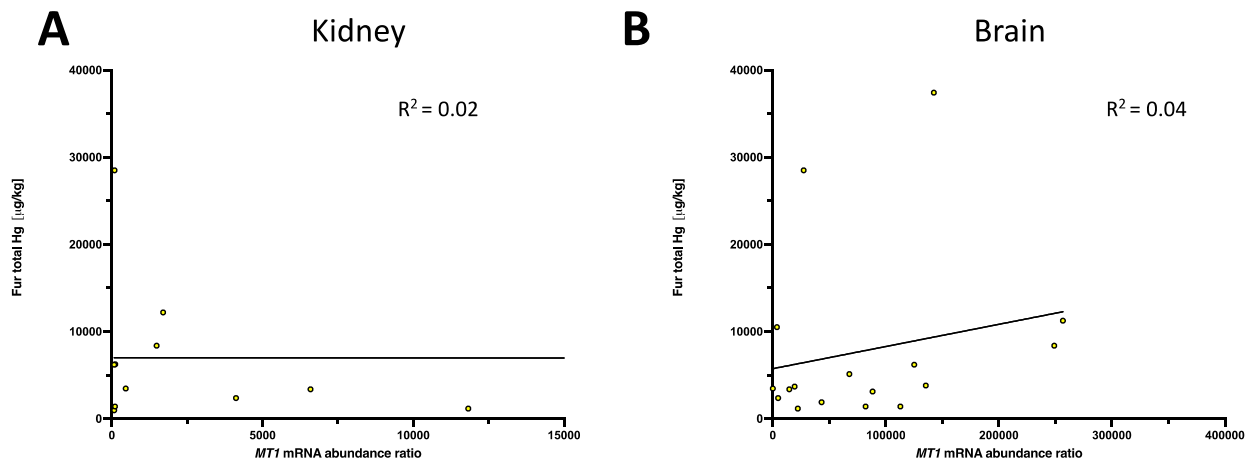 A
Kidney
40000
30000
20000
10000
0
Fur total Hg [µg/kg]
R² = 0.02
0
5000
10000
15000
MT1 mRNA abundance ratio
B
Brain
40000
30000
20000
10000
0
Fur total Hg [µg/kg]
R² = 0.04
0
100000
200000
300000
400000
MT1 mRNA abundance ratio